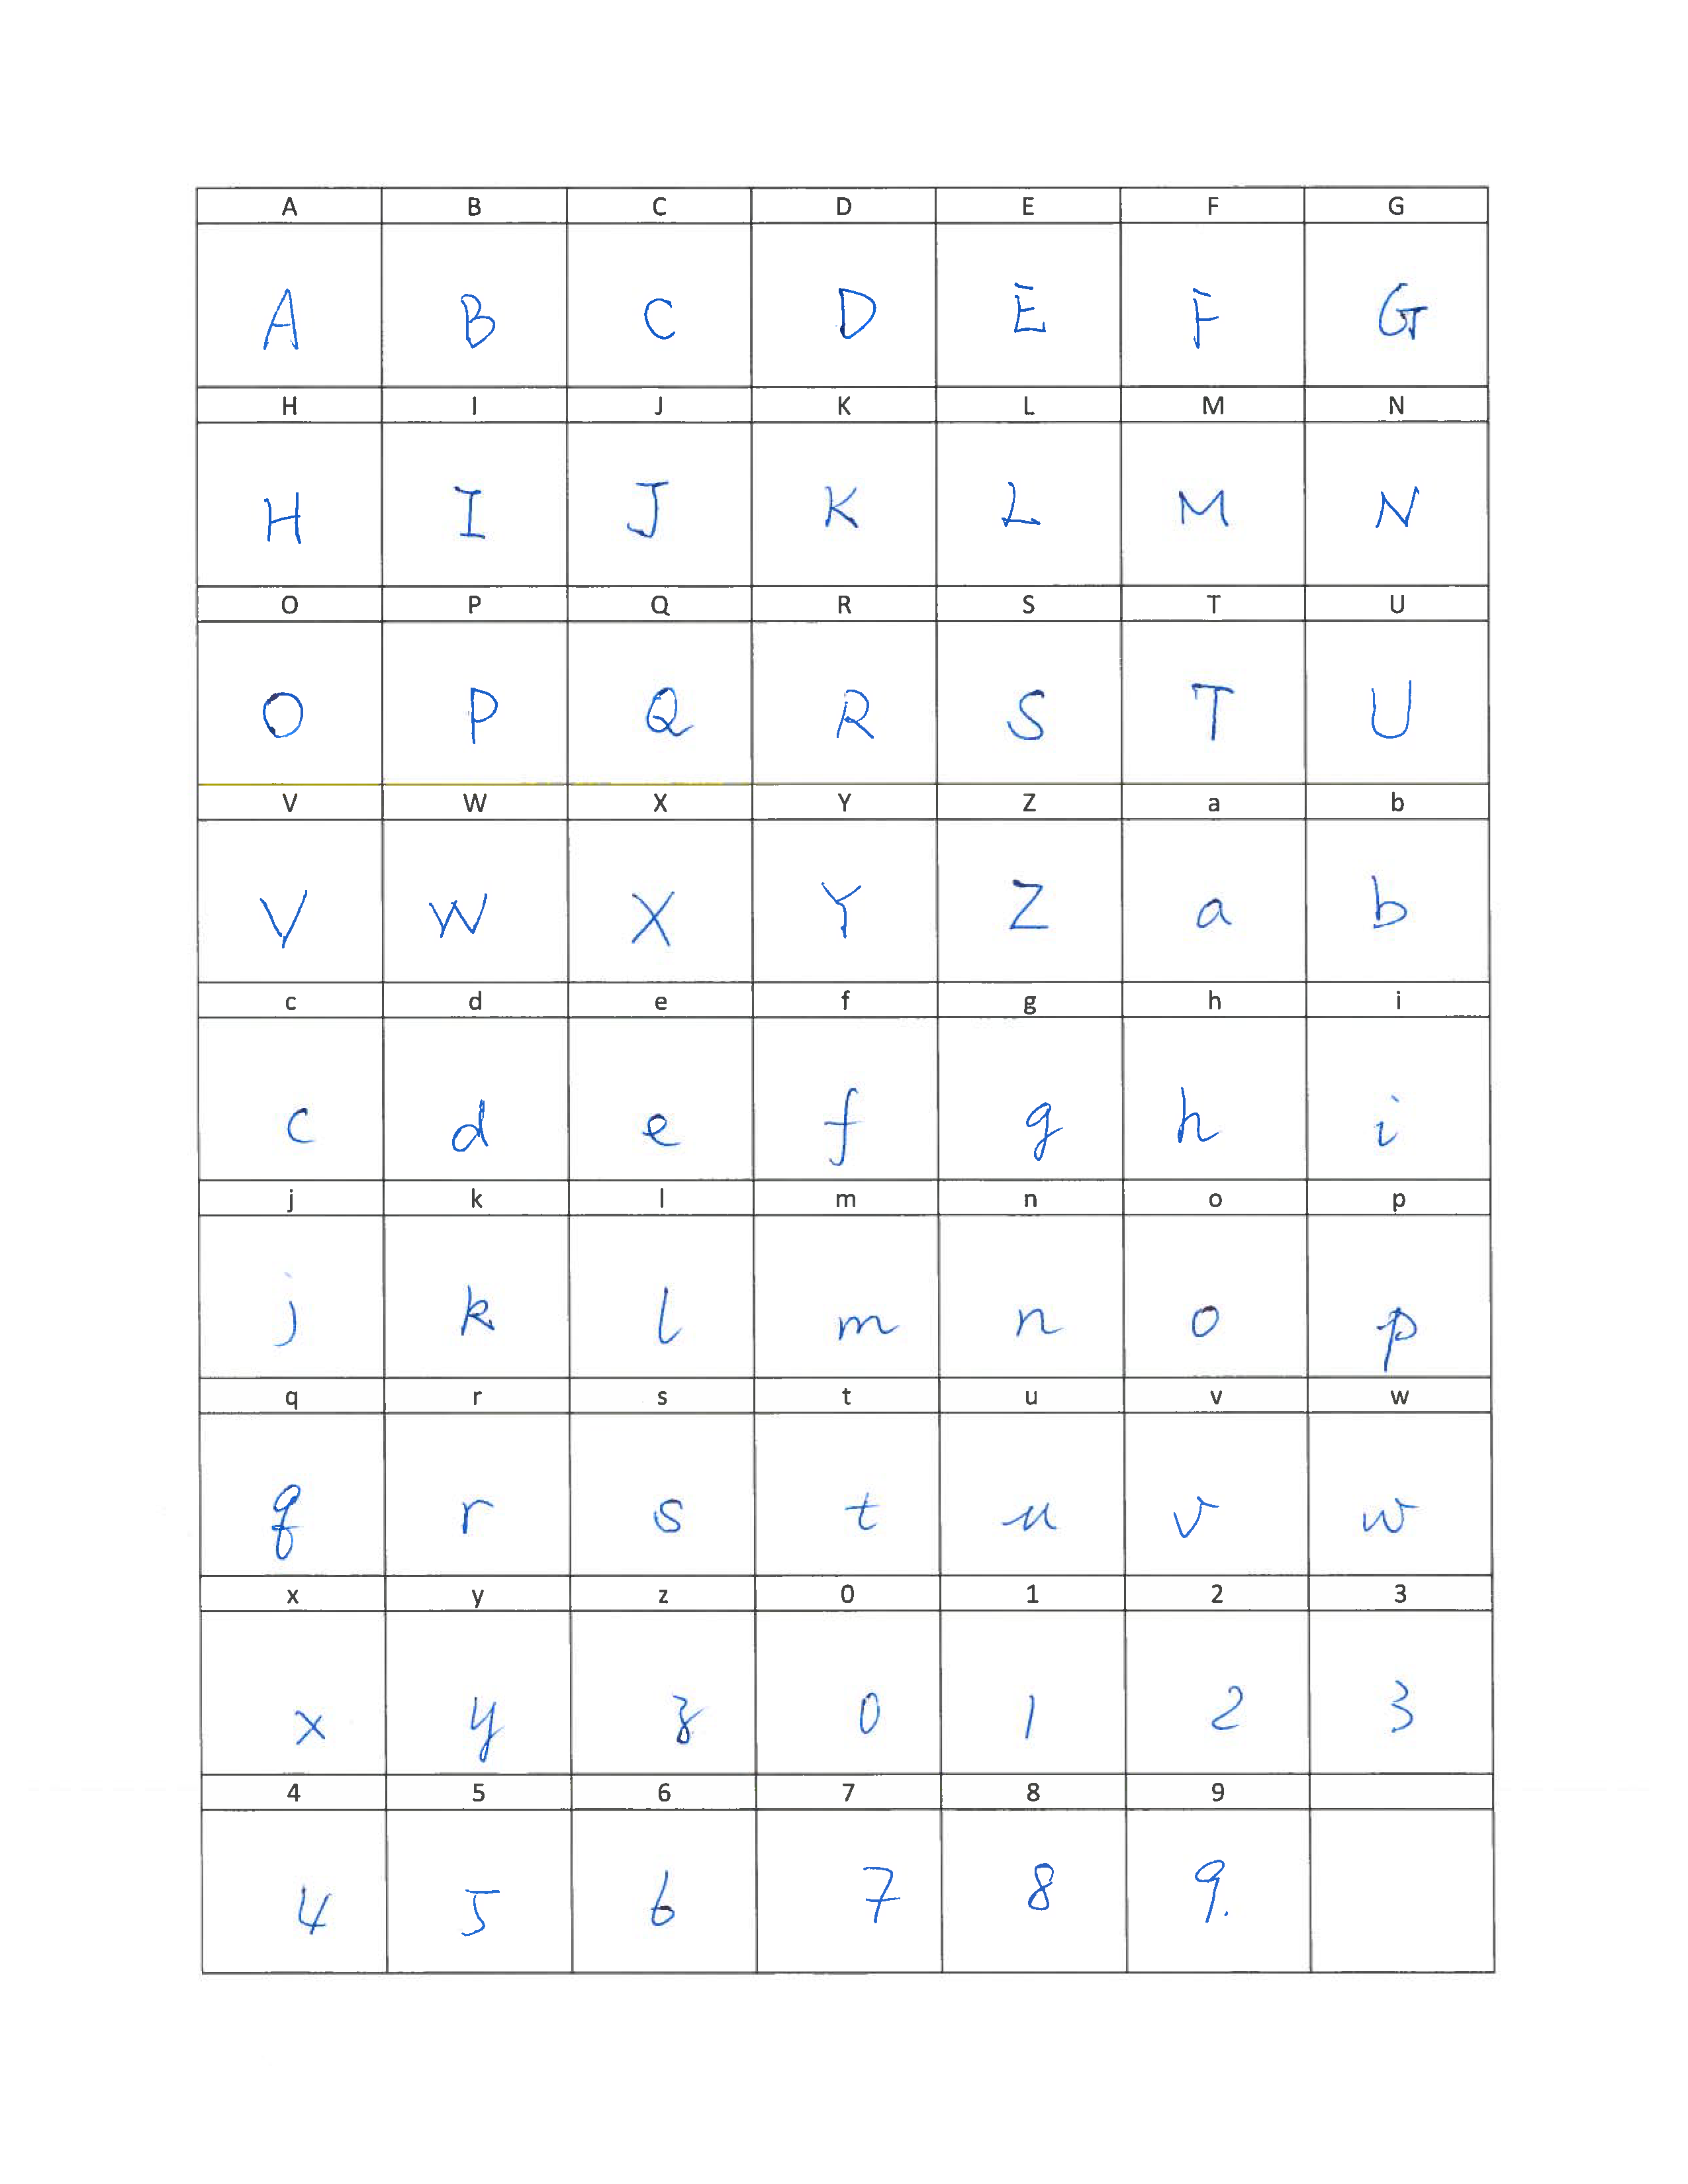 A B C D E F G
A B C D E F G
H I J K L M N
H I J K L M N
O P Q R S T U
O P Q R S T U
V W X Y Z a b
V W X Y Z a b
c d e f g h i
c d e f g h i
j k l m n o p
j k l m n o p
q r s t u v w
q r s t u v w
x y z 0 1 2 3
x y z 0 1 2 3
4 5 6 7 8 9
4 5 6 7 8 9.